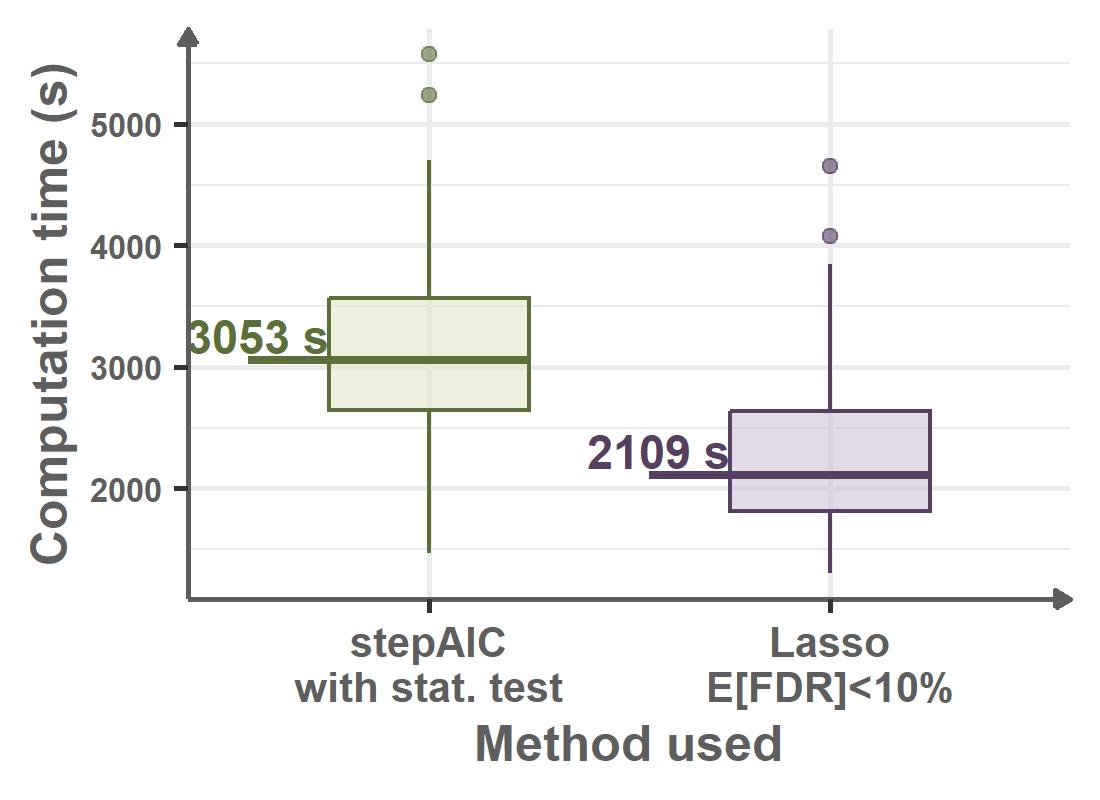 Computation time (s)
5000
4000
3000
2000
3053 s
2109 s
stepAIC
with stat. test
Lasso
E[FDR]<10%
Method used